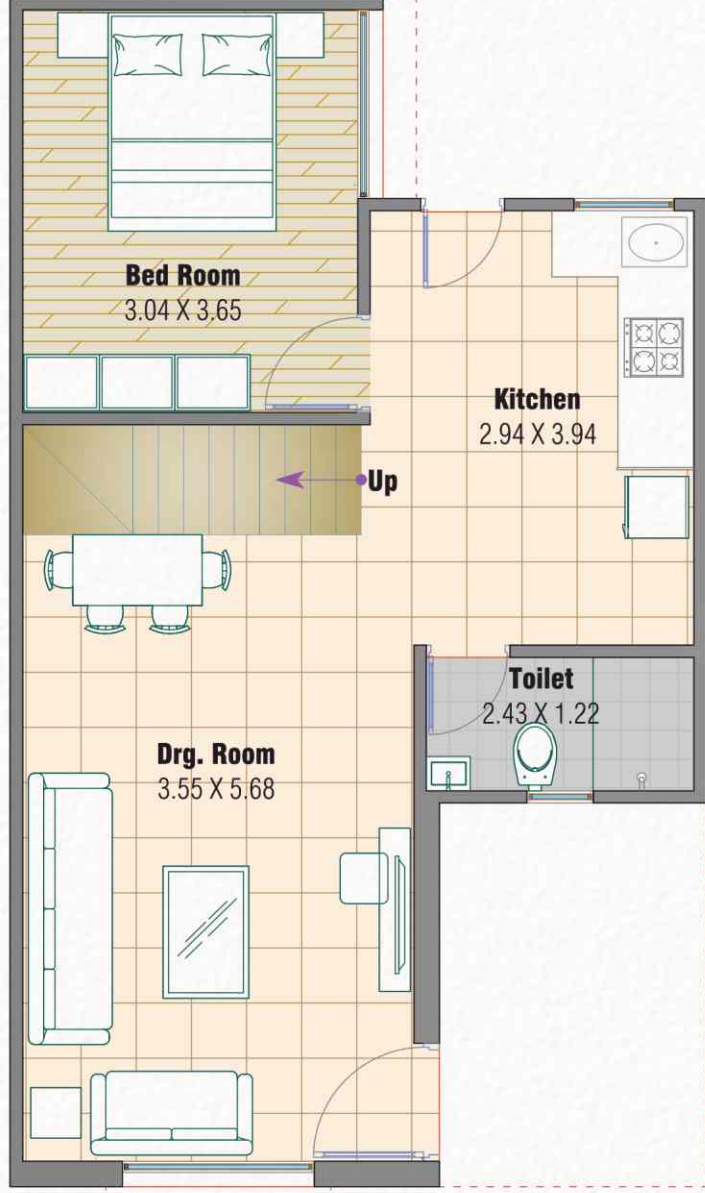 Bed Room
3.04 X 3.65
Kitchen
2.94 X 3.94
Up
Toilet
2.43 X 1.22
Drg. Room
3.55 X 5.68